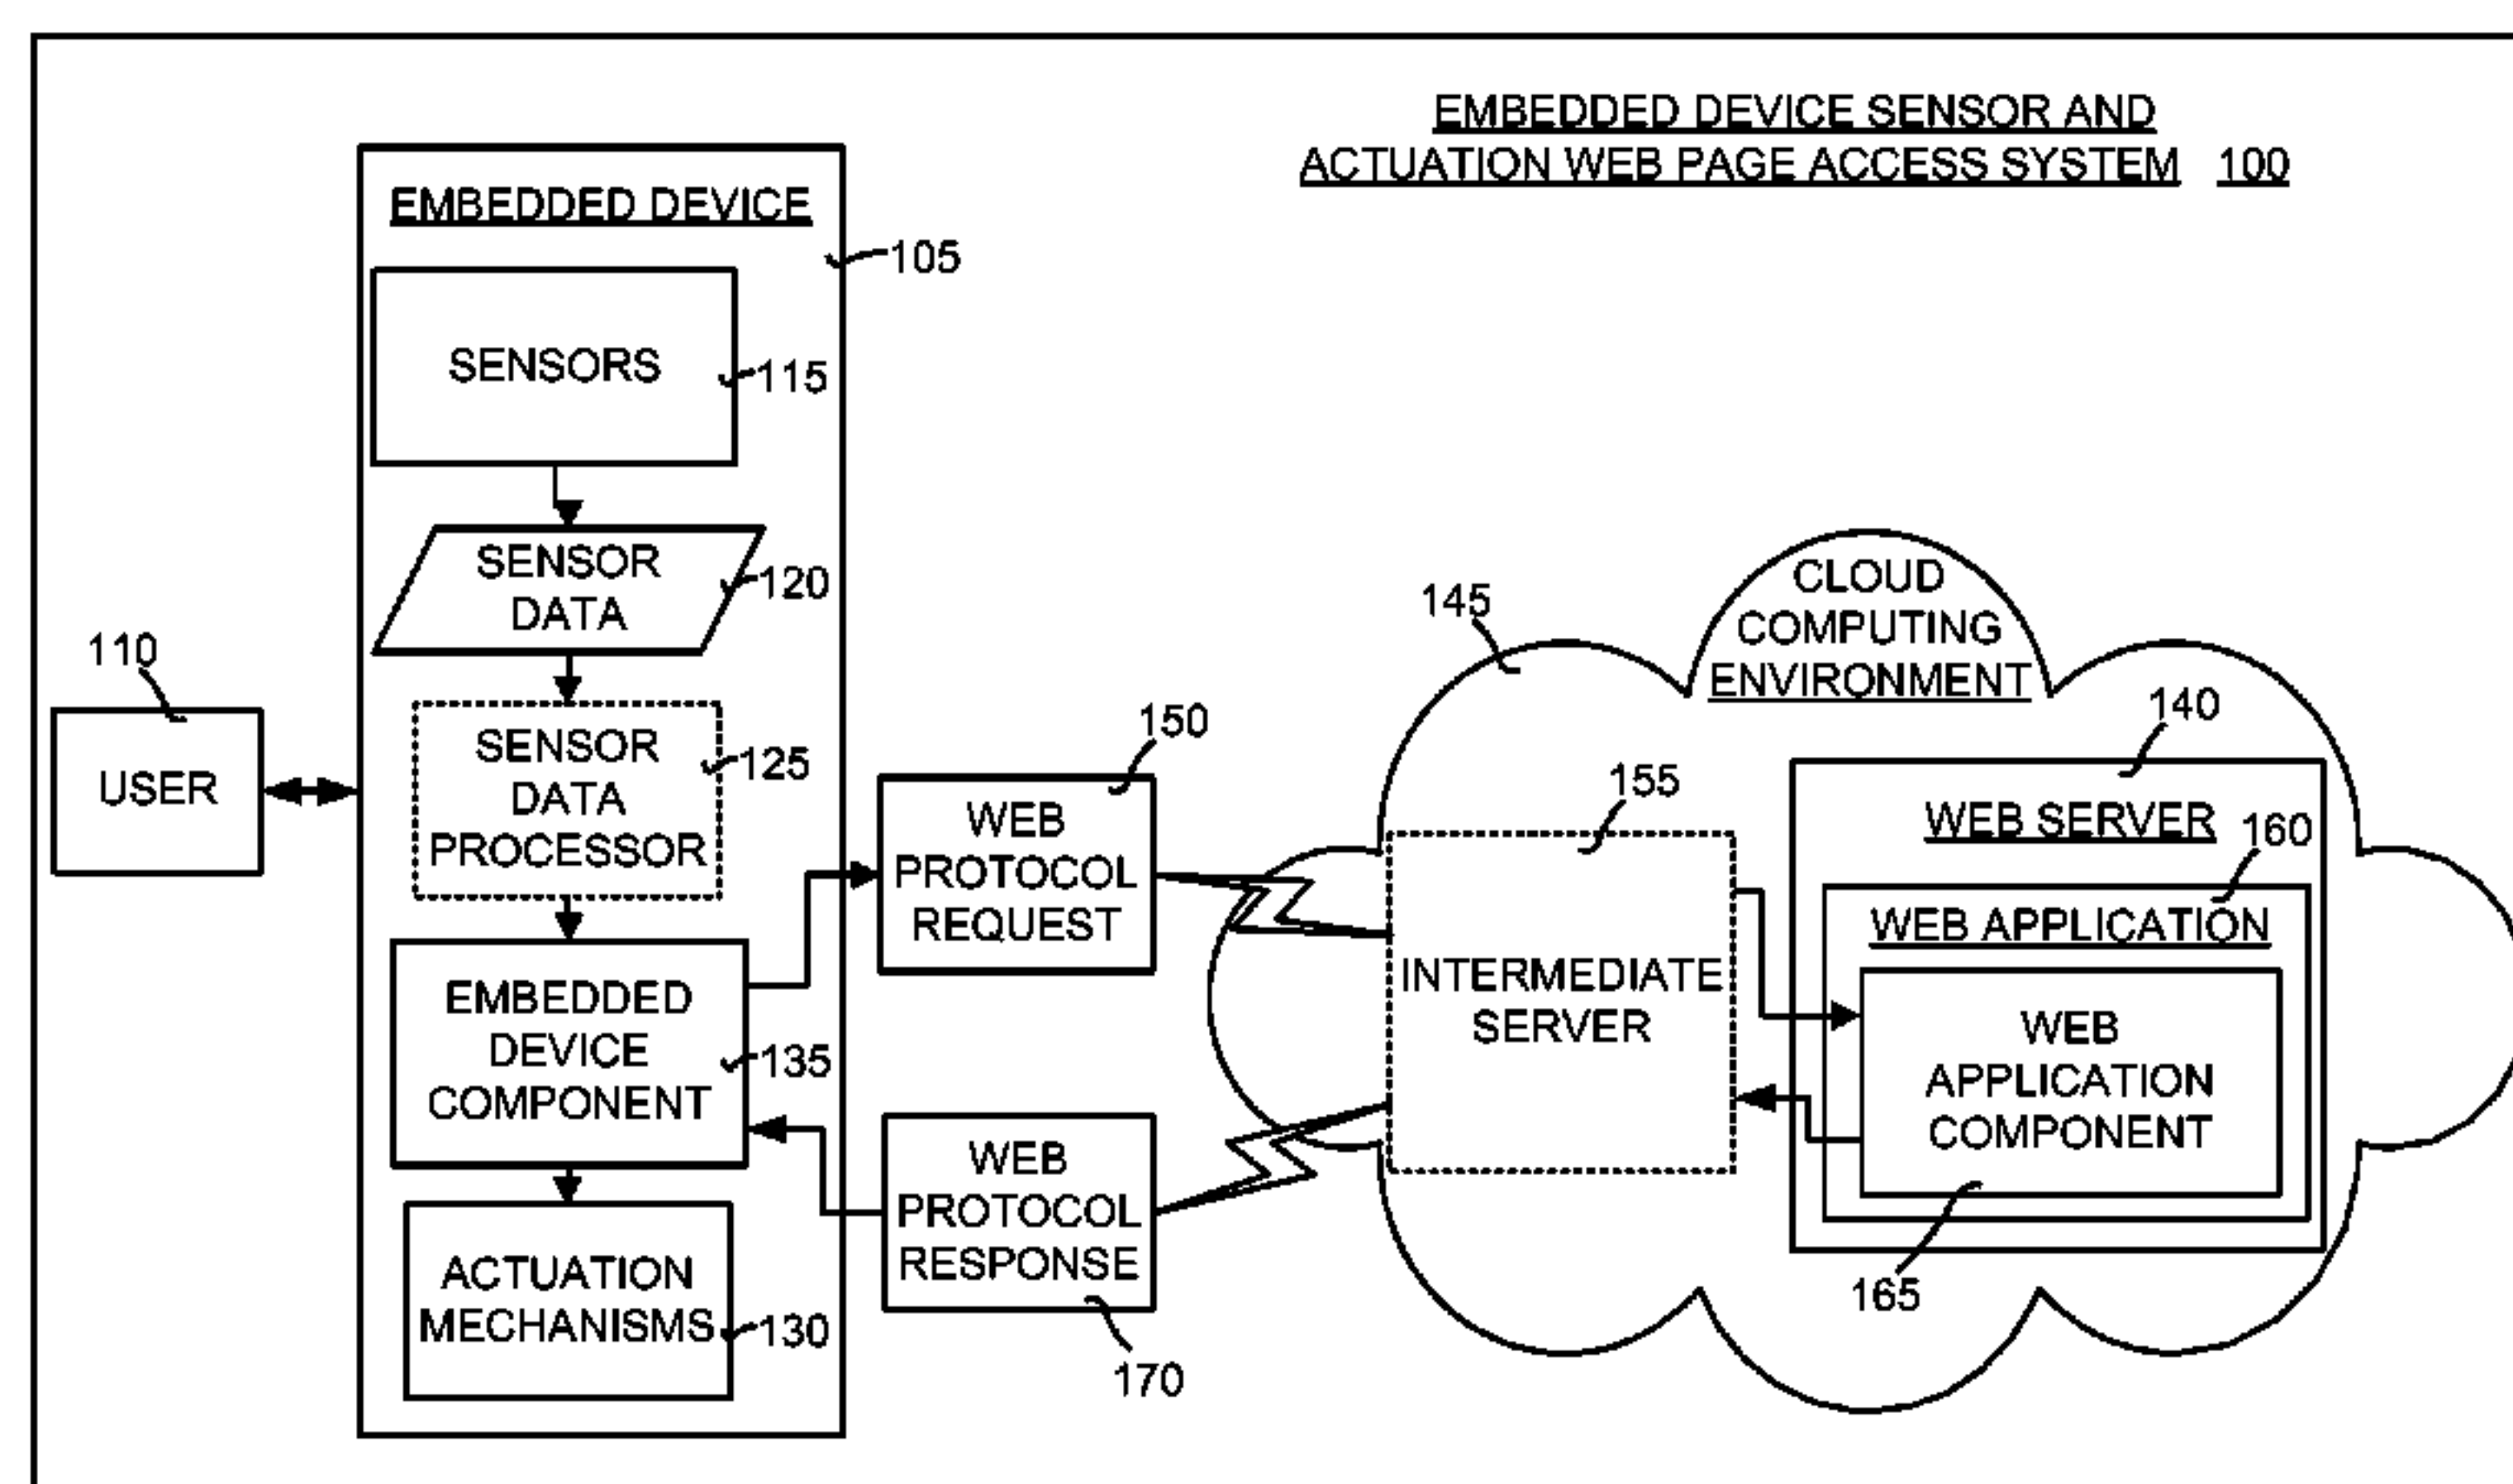 EMBEDDED DEVICE SENSOR AND
ACTUATION WEB PAGE ACCESS SYSTEM 100
EMBEDDED DEVICE
105
SENSORS
115
SENSOR
DATA
120
110
USER
SENSOR
DATA
PROCESSOR
125
EMBEDDED
DEVICE
COMPONENT
135
ACTUATION
MECHANISMS
130
150
WEB
PROTOCOL
REQUEST
WEB
PROTOCOL
RESPONSE
170
145
CLOUD
COMPUTING
ENVIRONMENT
155
INTERMEDIATE
SERVER
140
WEB SERVER
160
WEB APPLICATION
WEB
APPLICATION
COMPONENT
165